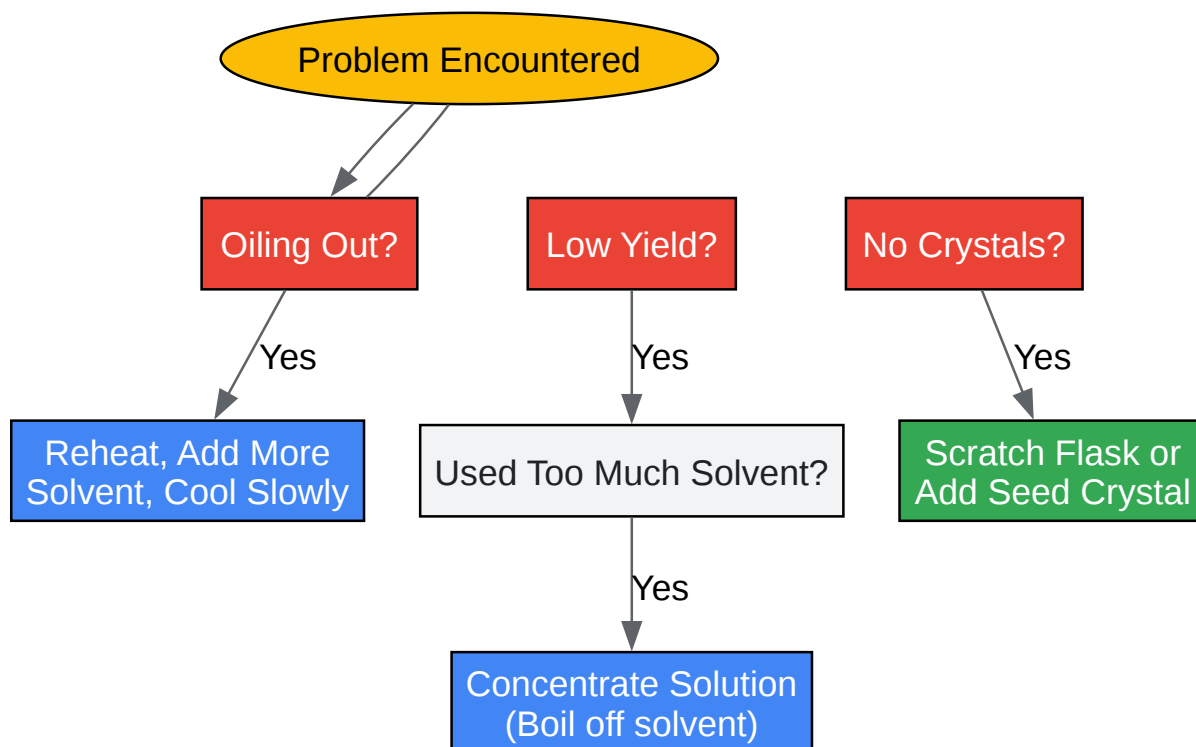 Problem Encountered
Oiling Out?
Low Yield?
No Crystals?
Yes
Yes
Yes
Reheat, Add More
Solvent, Cool Slowly
Used Too Much Solvent?
Scratch Flask or
Add Seed Crystal
Yes
Concentrate Solution
(Boil off solvent)